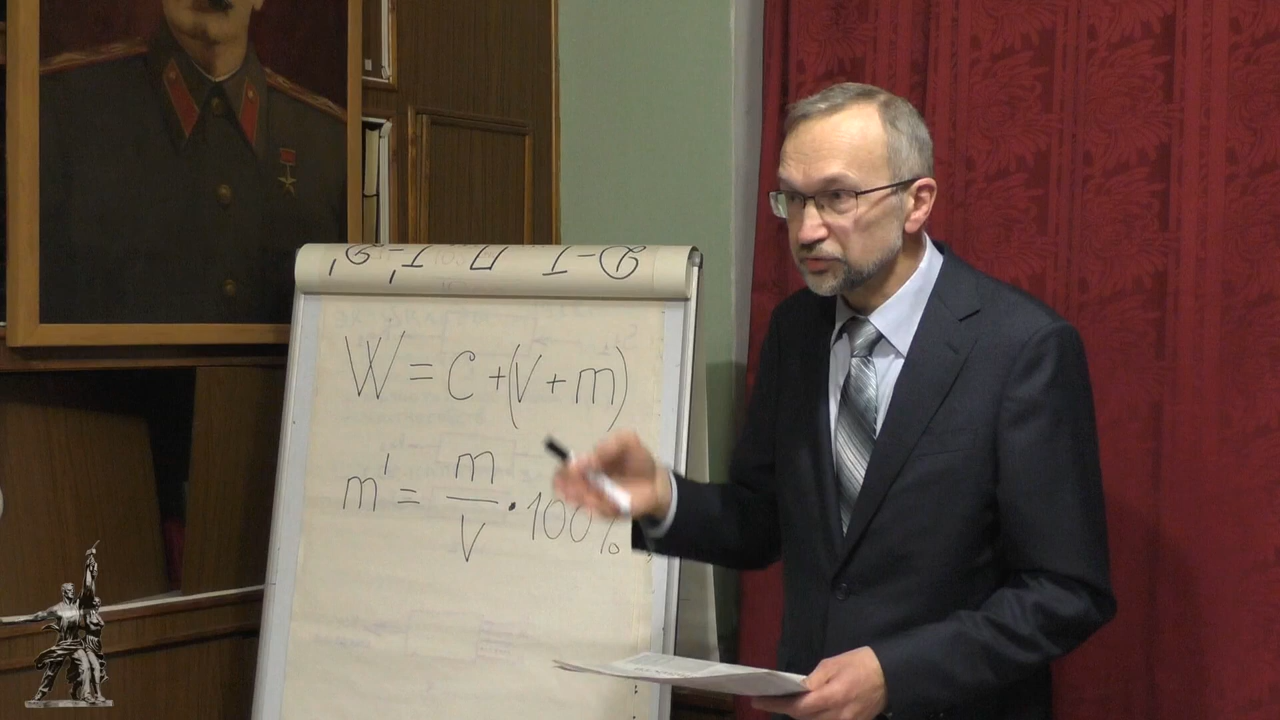 Д-Т П Т'-Д'
W = c + (v + m)
m' = m/v · 100%